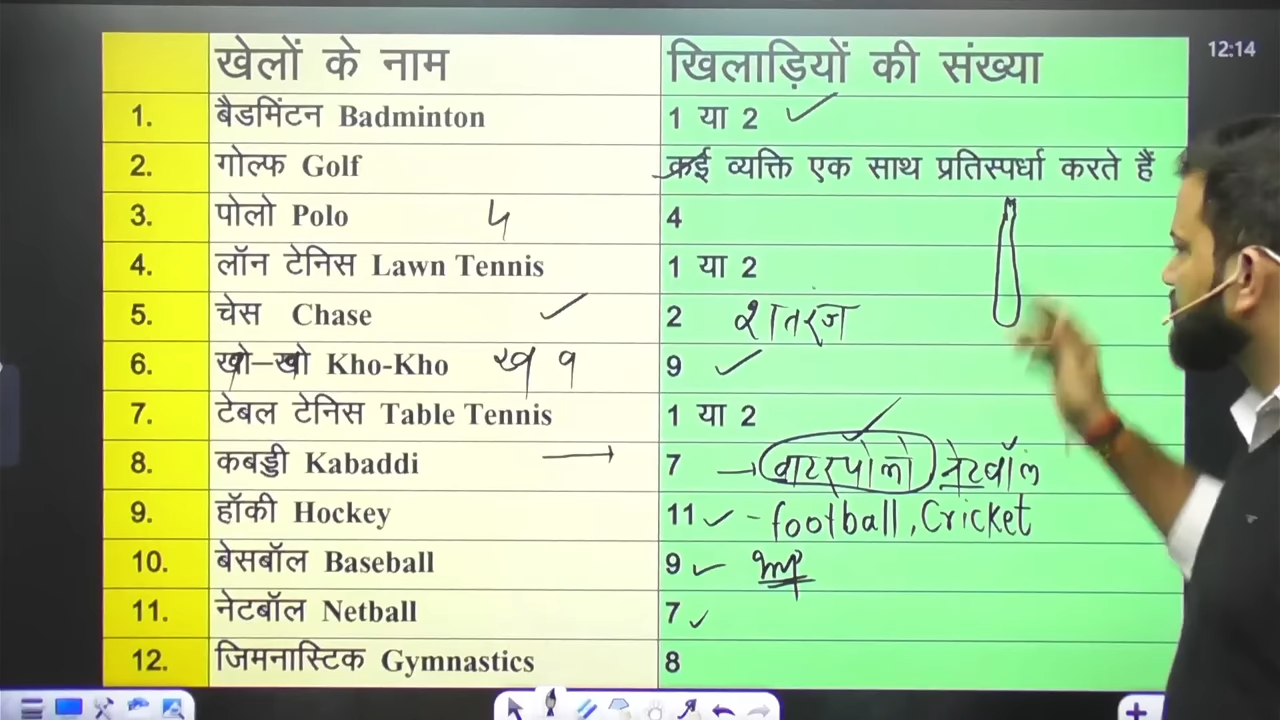 खेलों के नाम खिलाड़ियों की संख्या
12:14
1. बैडमिंटन Badminton 1 या 2
2. गोल्फ Golf कई व्यक्ति एक साथ प्रतिस्पर्धा करते हैं
3. पोलो Polo 4
4. लॉन टेनिस Lawn Tennis 1 या 2
5. चेस Chase 2 शतरंज
6. खो-खो Kho-Kho ख 9 9
7. टेबल टेनिस Table Tennis 1 या 2
8. कबड्डी Kabaddi 7 वाटरपोलो नेटबॉल
9. हॉकी Hockey 11 - football, Cricket
10. बेसबॉल Baseball 9 Imp
11. नेटबॉल Netball 7
12. जिमनास्टिक Gymnastics 8